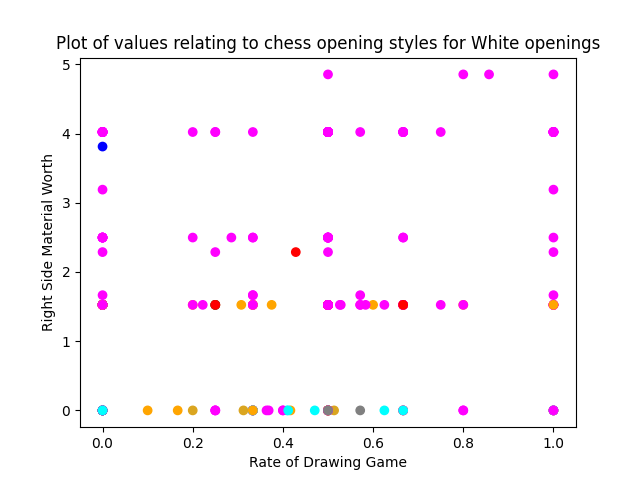 Plot of values relating to chess opening styles for White openings
5
4
3
2
1
0
Right Side Material Worth
0.0 0.2 0.4 0.6 0.8 1.0
Rate of Drawing Game